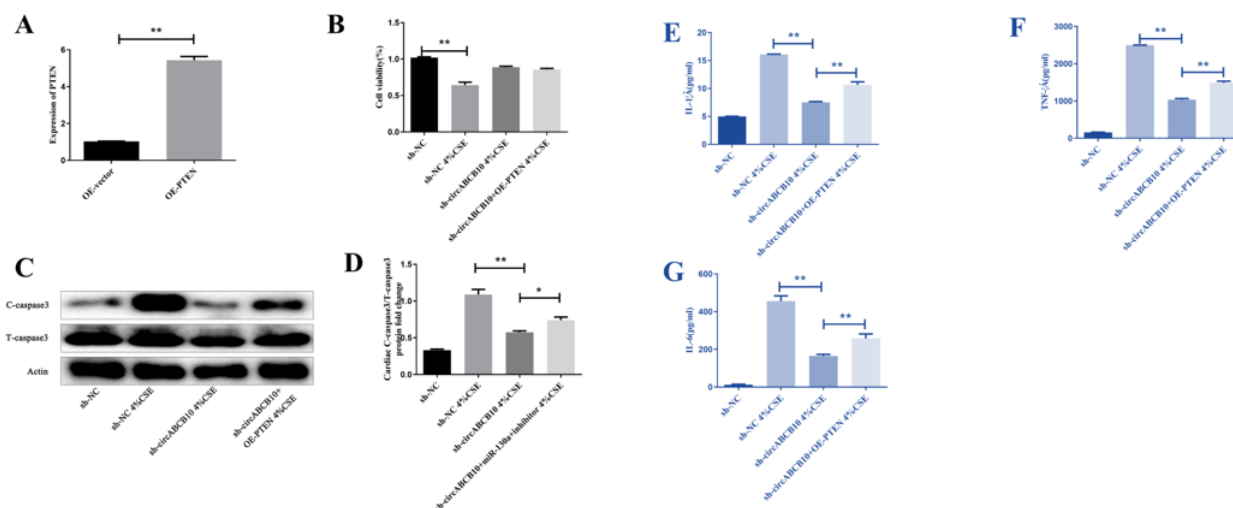 A
**
Expression of PTEN
6
4
2
0
OE-vector
OE-PTEN
B
**
Cell viability(%)
1.5
1.0
0.5
0.0
sh-NC
sh-NC 4%CSE
sh-circABCB10 4%CSE
sh-circABCB10+OE-PTEN 4%CSE
E
**
**
IL-1¦Â(pg/ml)
20
15
10
5
0
sh-NC
sh-NC 4%CSE
sh-circABCB10 4%CSE
sh-circABCB10+OE-PTEN 4%CSE
F
**
**
TNF-¦Á(pg/ml)
3000
2000
1000
0
sh-NC
sh-NC 4%CSE
sh-circABCB10 4%CSE
sh-circABCB10+OE-PTEN 4%CSE
C
C-caspase3
T-caspase3
Actin
sh-NC
sh-NC 4%CSE
sh-circABCB10 4%CSE
sh-circABCB10+
OE-PTEN 4%CSE
D
**
*
Cardiac C-caspase3/T-caspase3
protein fold change
1.5
1.0
0.5
0.0
sh-NC
sh-NC 4%CSE
sh-circABCB10 4%CSE
sh-circABCB10+miR-130a+inhibitor 4%CSE
G
**
**
IL-6(pg/ml)
600
400
200
0
sh-NC
sh-NC 4%CSE
sh-circABCB10 4%CSE
sh-circABCB10+OE-PTEN 4%CSE